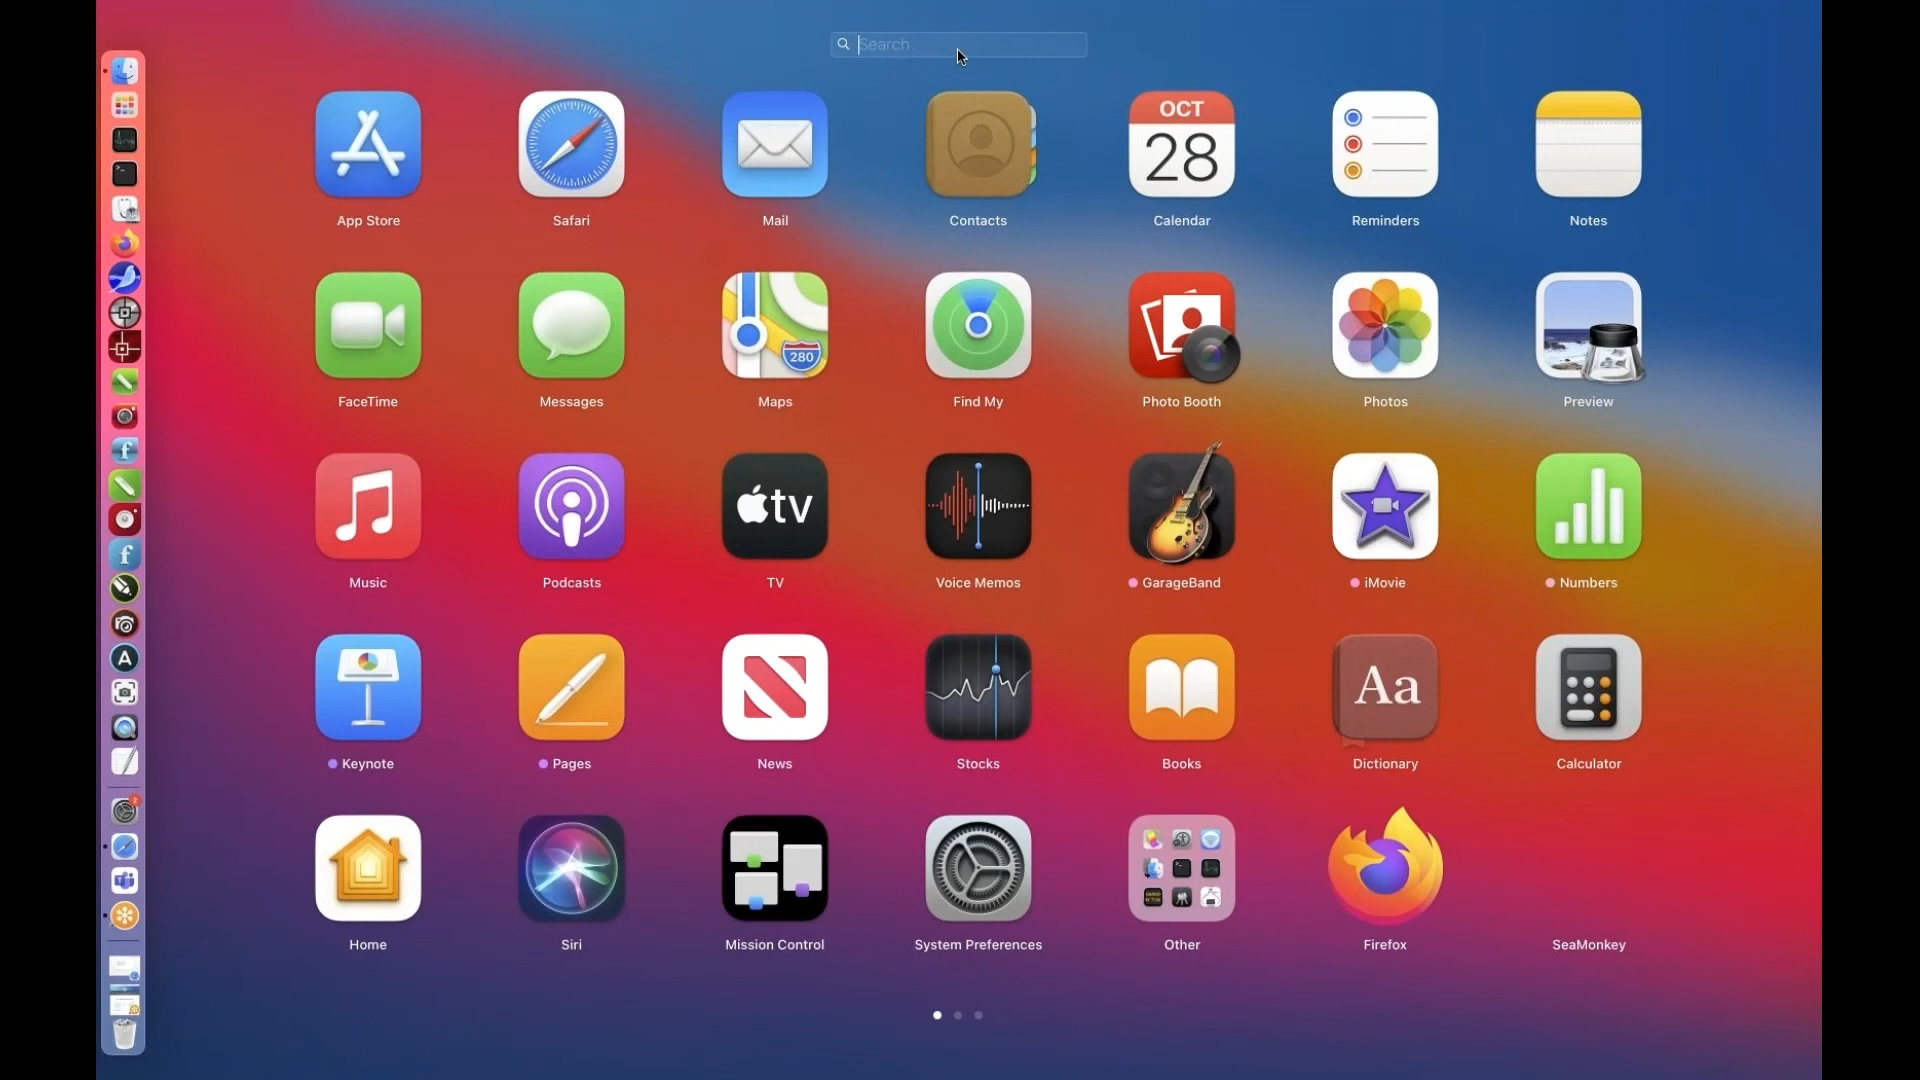 Search
App Store
Safari
Mail
Contacts
OCT
28
Calendar
Reminders
Notes
FaceTime
Messages
280
Maps
Find My
Photo Booth
Photos
Preview
Music
Podcasts
tv
TV
Voice Memos
GarageBand
iMovie
Numbers
Keynote
Pages
News
Stocks
Books
Aa
Dictionary
Calculator
Home
Siri
Mission Control
System Preferences
Other
Firefox
SeaMonkey
f
f
A
2